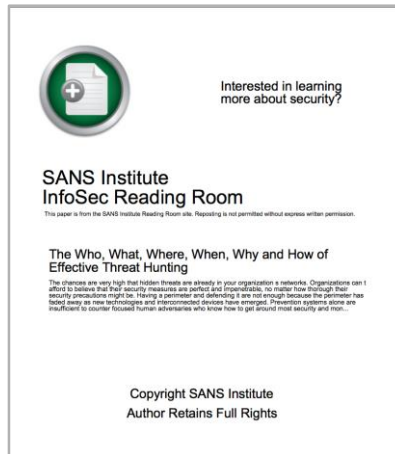 Interested in learning
more about security?
SANS Institute
InfoSec Reading Room
This paper is from the SANS Institute Reading Room site. Reposting is not permitted without express written permission.
The Who, What, Where, When, Why and How of
Effective Threat Hunting
The chances are very high that hidden threats are already in your organization s networks. Organizations can t
afford to believe that their security measures are perfect and impenetrable, no matter how thorough their
security precautions might be. Having a perimeter and defending it are not enough because the perimeter has
faded away as new technologies and interconnected devices have emerged. Prevention systems alone are
insufficient to counter focused human adversaries who know how to get around most security and mon...
Copyright SANS Institute
Author Retains Full Rights